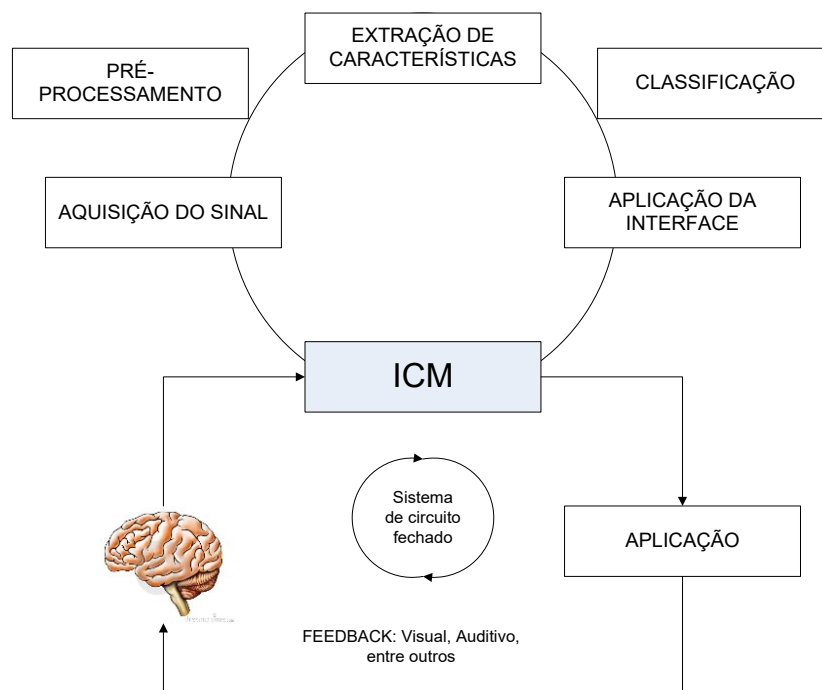 EXTRAÇÃO DE
CARACTERÍSTICAS
PRÉ-
PROCESSAMENTO
CLASSIFICAÇÃO
AQUISIÇÃO DO SINAL
APLICAÇÃO DA
INTERFACE
ICM
Sistema
de circuito
fechado
APLICAÇÃO
FEEDBACK: Visual, Auditivo,
entre outros